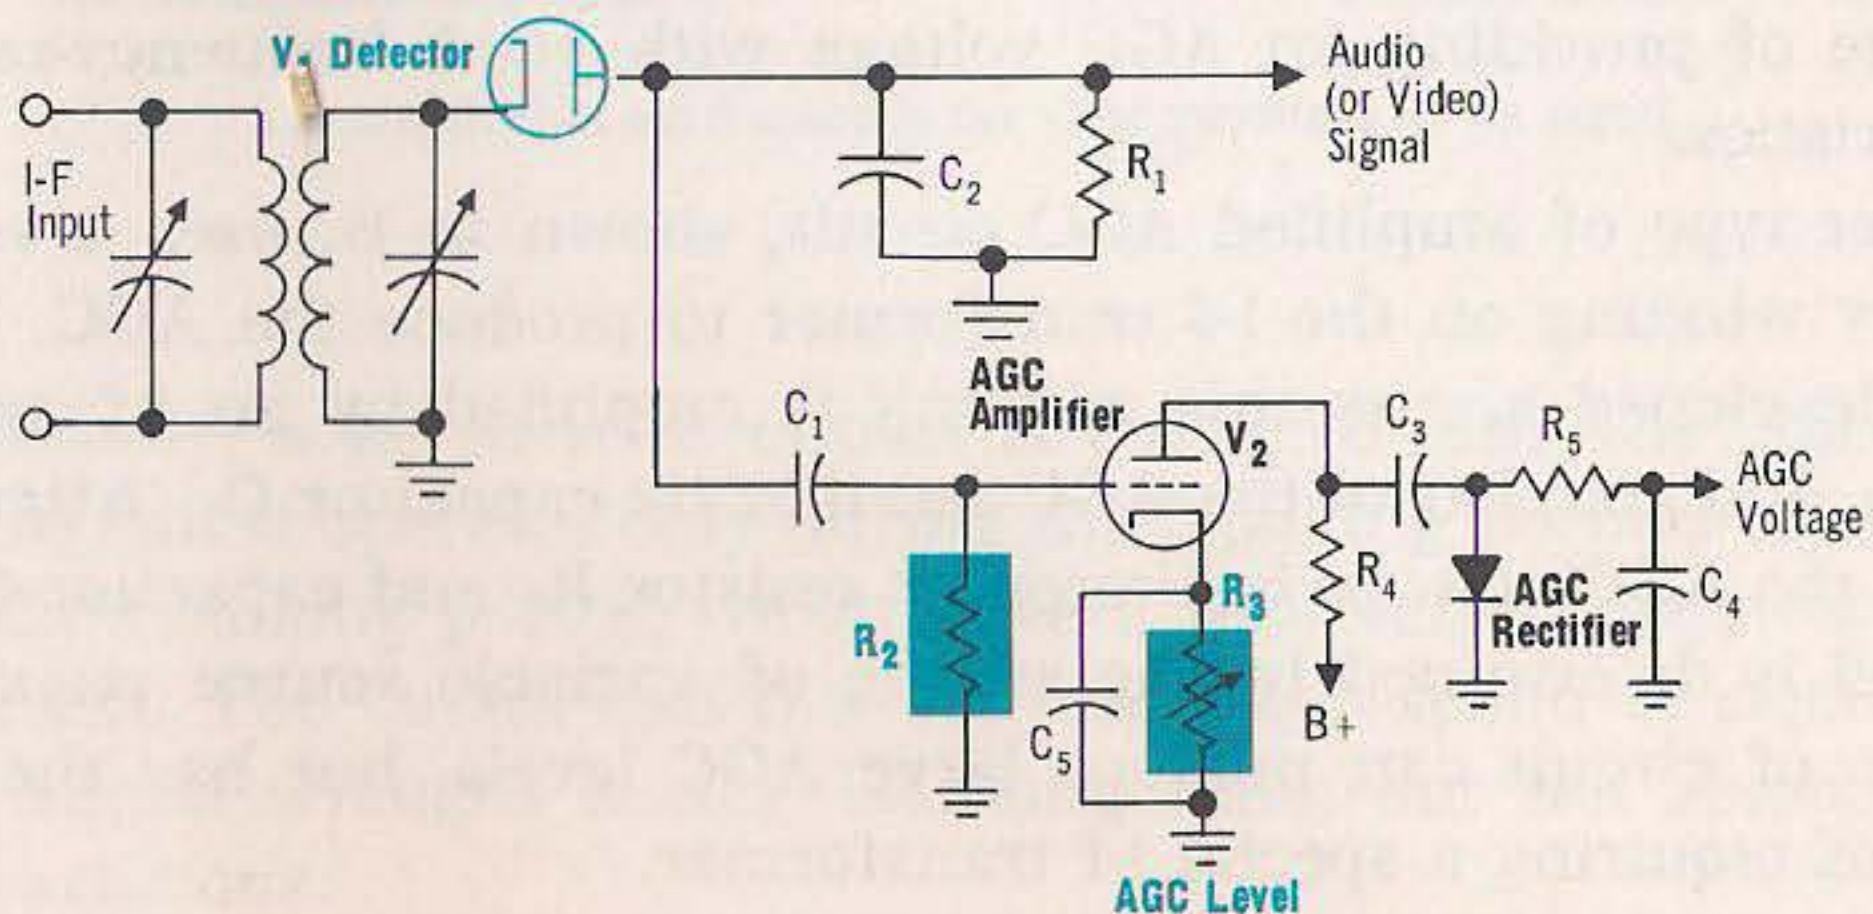 V. Detector
Audio
(or Video)
Signal
I-F
Input
C₂
R₁
AGC
Amplifier
C₁
V₂
C₃
R₅
AGC
Voltage
R₂
R₃
R₄
AGC
Rectifier
C₄
C₅
B+
AGC Level